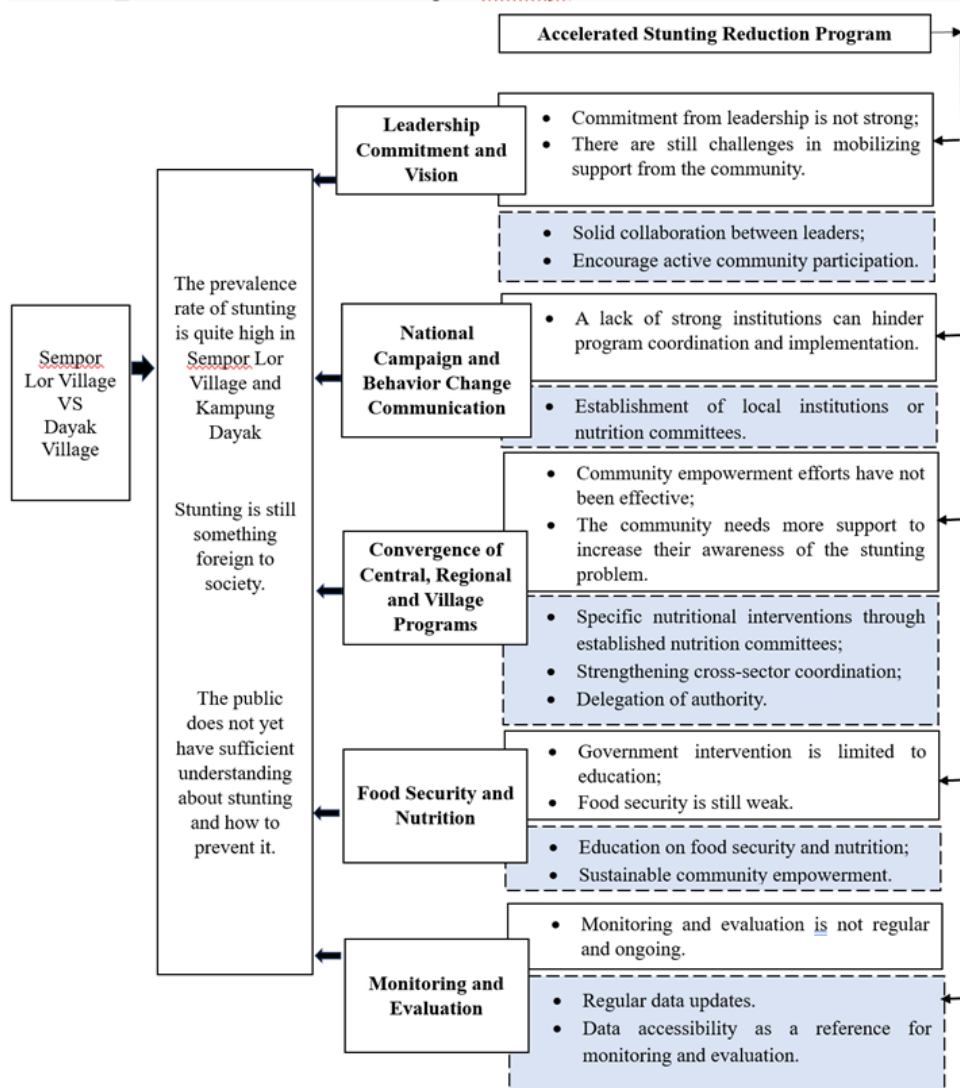 Accelerated Stunting Reduction Program
Leadership
Commitment and
Vision
• Commitment from leadership is not strong;
• There are still challenges in mobilizing
support from the community.
• Solid collaboration between leaders;
• Encourage active community participation.
Sempor
Lor Village
VS
Dayak
Village
The prevalence
rate of stunting
is quite high in
Sempor Lor
Village and
Kampung
Dayak
Stunting is still
something
foreign to
society.
The public
does not yet
have sufficient
understanding
about stunting
and how to
prevent it.
National
Campaign and
Behavior Change
Communication
• A lack of strong institutions can hinder
program coordination and implementation.
• Establishment of local institutions or
nutrition committees.
Convergence of
Central, Regional
and Village
Programs
• Community empowerment efforts have not
been effective;
• The community needs more support to
increase their awareness of the stunting
problem.
• Specific nutritional interventions through
established nutrition committees;
• Strengthening cross-sector coordination;
• Delegation of authority.
Food Security and
Nutrition
• Government intervention is limited to
education;
• Food security is still weak.
• Education on food security and nutrition;
• Sustainable community empowerment.
Monitoring and
Evaluation
• Monitoring and evaluation is not regular
and ongoing.
• Regular data updates.
• Data accessibility as a reference for
monitoring and evaluation.